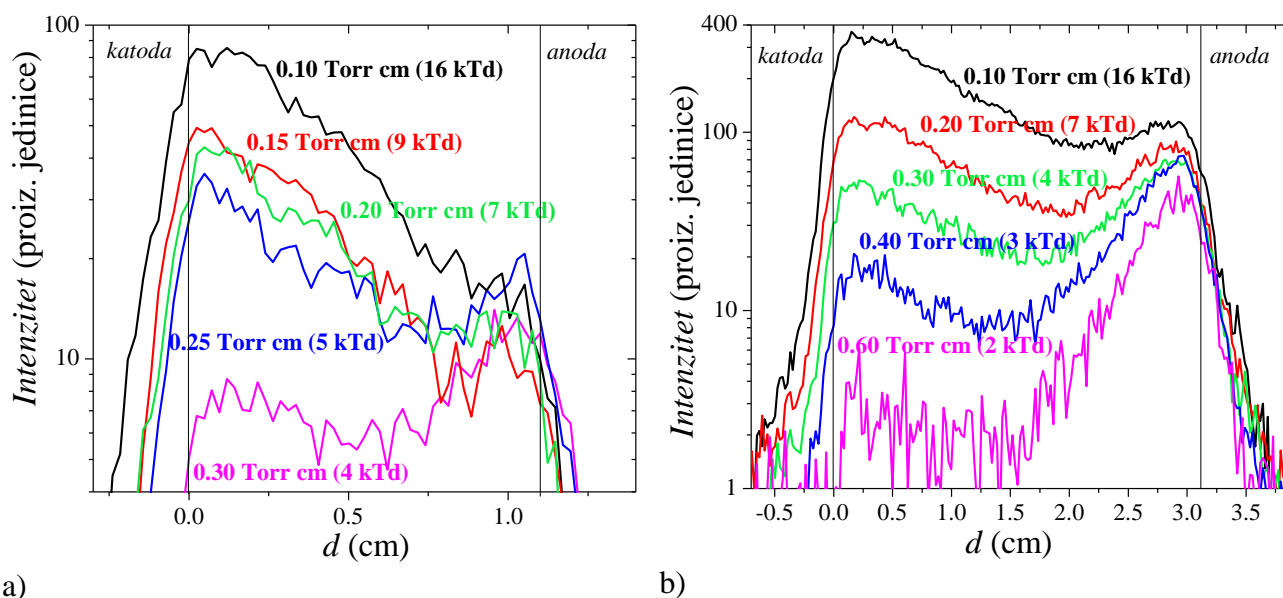 100
katoda
anoda
0.10 Torr cm (16 kTd)
0.15 Torr cm (9 kTd)
0.20 Torr cm (7 kTd)
0.25 Torr cm (5 kTd)
0.30 Torr cm (4 kTd)
10
Intenzitet (proiz. jedinice)
0.0 0.5 1.0
d (cm)
a)
400
katoda
anoda
0.10 Torr cm (16 kTd)
100
0.20 Torr cm (7 kTd)
0.30 Torr cm (4 kTd)
0.40 Torr cm (3 kTd)
10
0.60 Torr cm (2 kTd)
1
Intenzitet (proiz. jedinice)
-0.5 0.0 0.5 1.0 1.5 2.0 2.5 3.0 3.5
d (cm)
b)